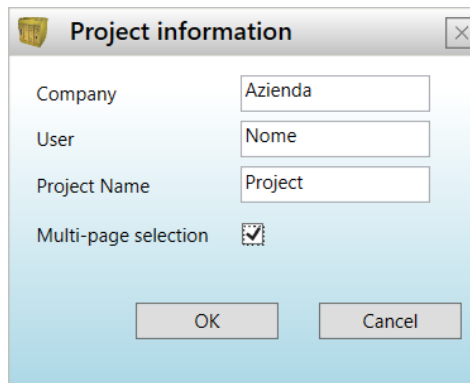 Project information
Company Azienda
User Nome
Project Name Project
Multi-page selection
OK Cancel